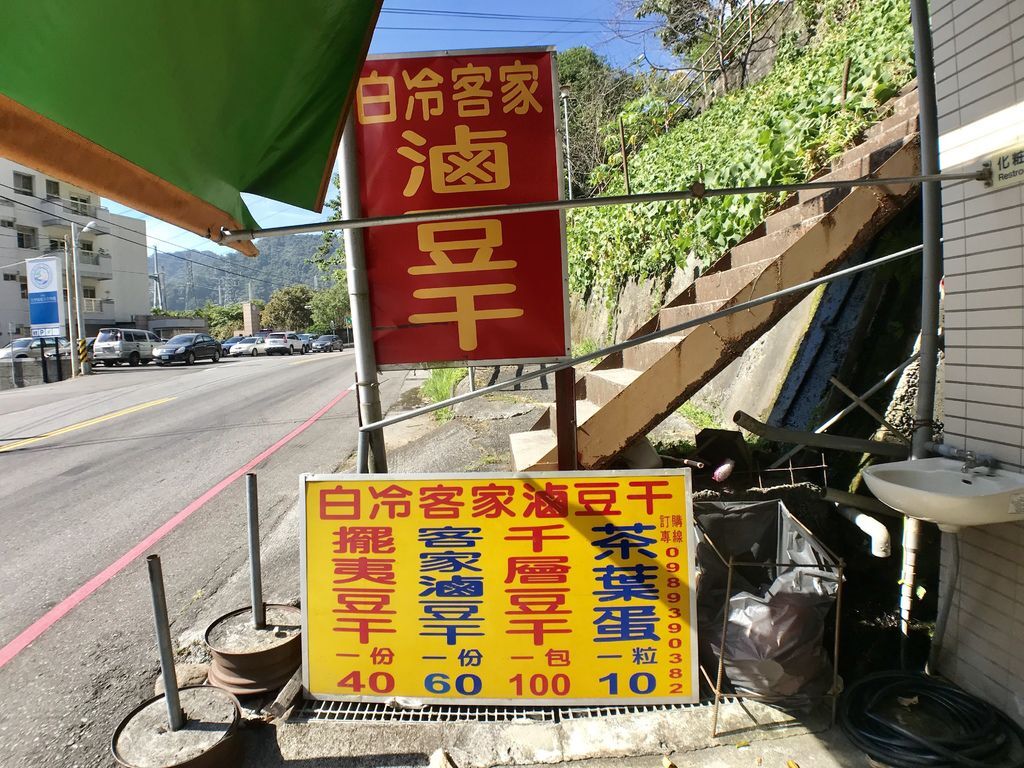 白冷客家
滷豆干
白冷客家滷豆干
擺夷豆干
一份
40
客家滷豆干
一份
60
千層豆干
一包
100
茶葉蛋
一粒
10
訂購
專線
0989390382
化粧
Restro